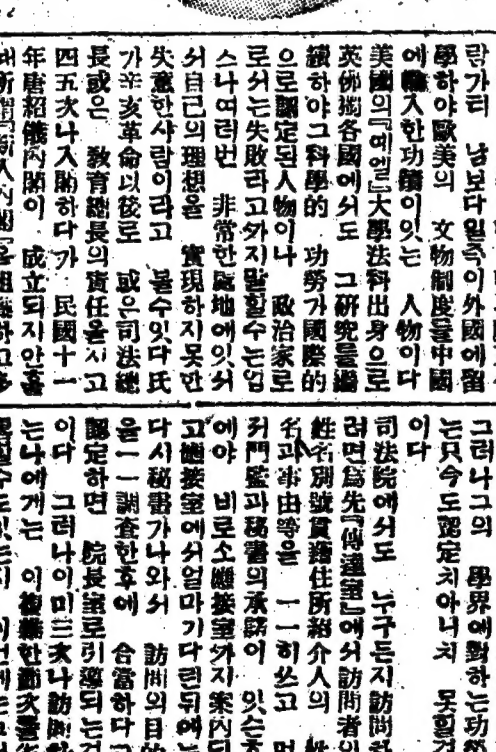 람가티 남보다일즉이外國에留
學하야歐美의 文物制度를中國
에輸入한功績이잇는 人物이다
美國의『예엘』大學法科出身으로
英佛獨各國에서도 그硏究를繼
續하야그科學的 功勞가國際的
으로認定된人物이나 政治家로
로서는失敗라고ᄭᅡ지말할수는업
스나여러번 非常한處地에잇서
서自己의理想을 實現하지못한
失意한사람이라고 볼수잇다氏
가辛亥革命以後로 或은司法總
長或은 敎育總長의責任을지고
四五次나入閣하다가 民國十一
年唐紹儀內閣이 成立되지안흠
그러나그의 學界에對하는功績
는只今도認定치아니치 못할것
이다
司法院에서도 누구든지訪問하
려면爲先『傳達室』에서訪問者의
姓名別號貫籍住所紹介人의 姓
名과事由等을 一一히쓰고 먼
저門監과秘書의承諾이 잇슨후
에야 비로소應接室ᄭᅡ지案內되
고應接室에서얼마기다린뒤에는
다시秘書가나와서 訪問의目的
을一一調査한후에 合當하다고
認定하면 院長室로引導되는것
이다 그러나이미三次나訪問하
는나에게는 이複雜한節次를